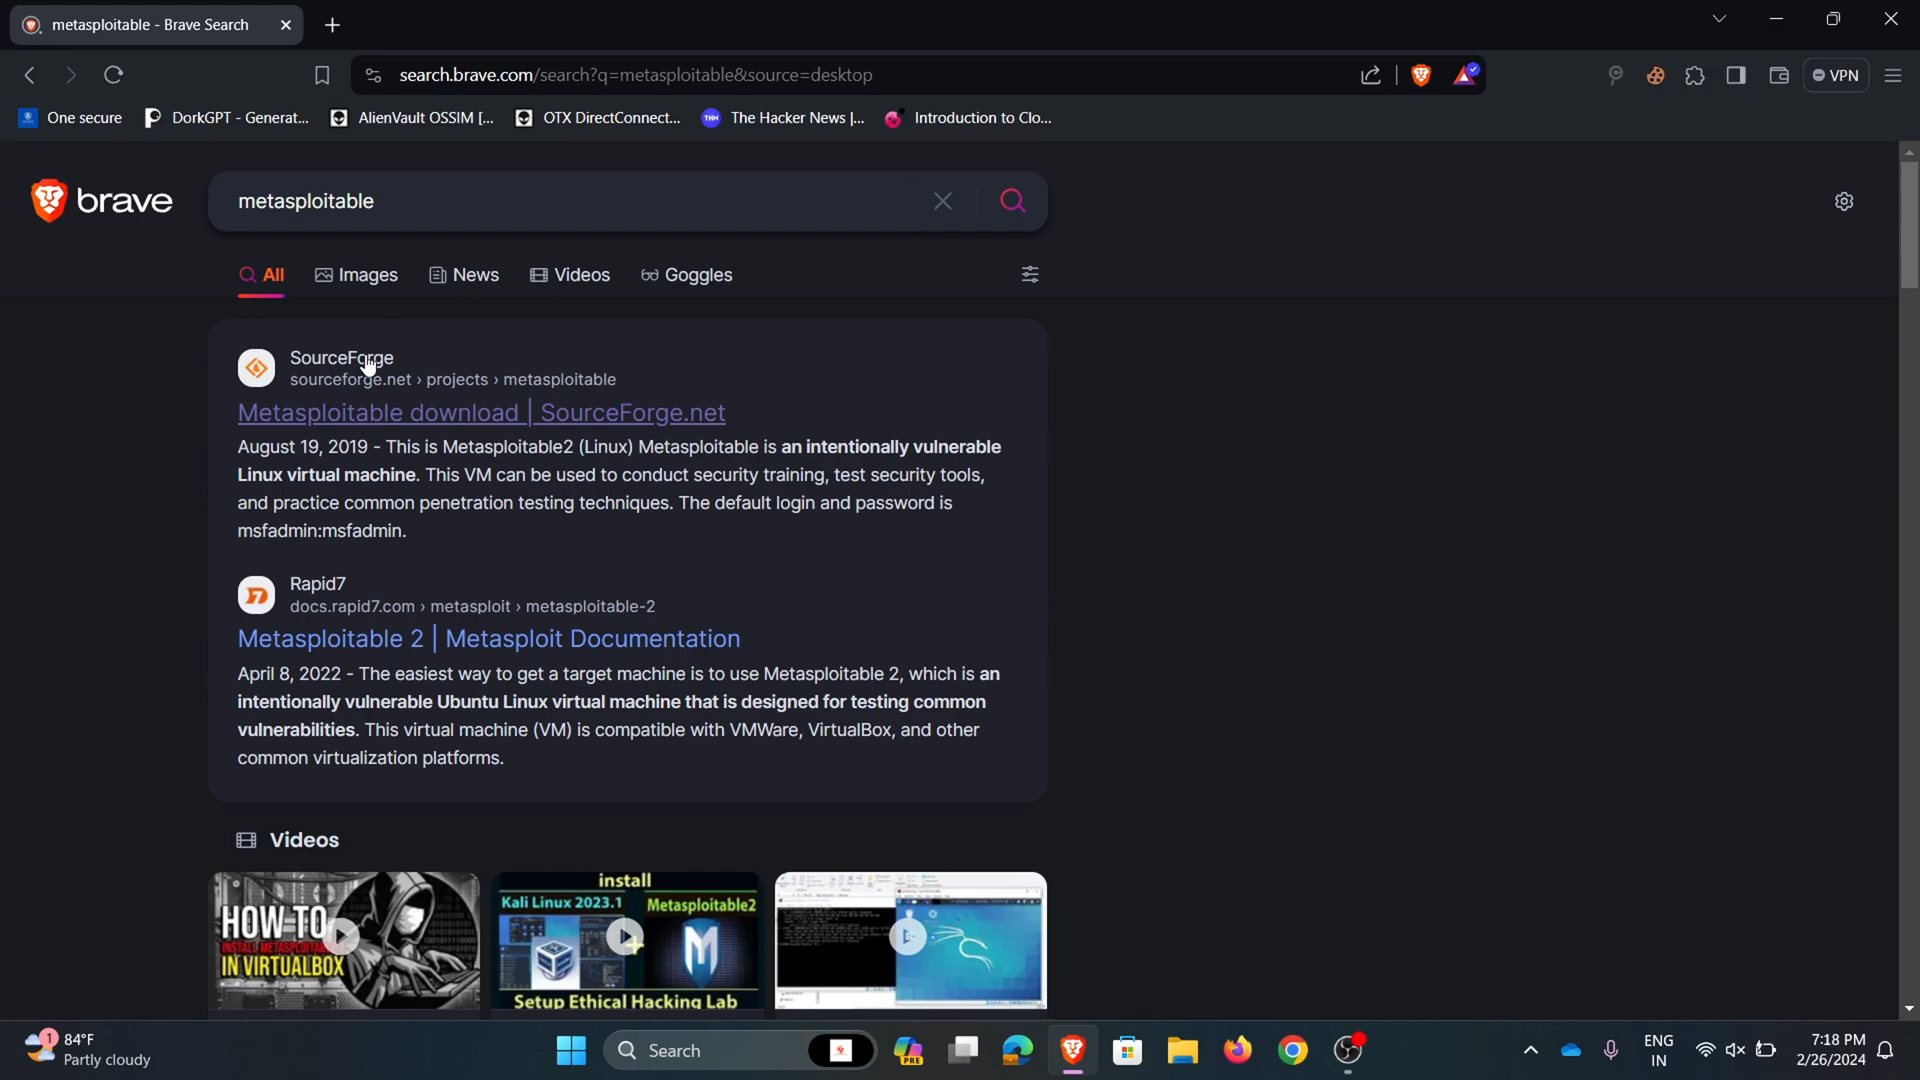 metasploitable - Brave Search
search.brave.com/search?q=metasploitable&source=desktop
VPN
One secure
DorkGPT - Generat...
AlienVault OSSIM [...
OTX DirectConnect...
The Hacker News |...
Introduction to Clo...
brave
metasploitable
All
Images
News
Videos
Goggles
SourceForge
sourceforge.net › projects › metasploitable
Metasploitable download | SourceForge.net
August 19, 2019 - This is Metasploitable2 (Linux) Metasploitable is an intentionally vulnerable
Linux virtual machine. This VM can be used to conduct security training, test security tools,
and practice common penetration testing techniques. The default login and password is
msfadmin:msfadmin.
Rapid7
docs.rapid7.com › metasploit › metasploitable-2
Metasploitable 2 | Metasploit Documentation
April 8, 2022 - The easiest way to get a target machine is to use Metasploitable 2, which is an
intentionally vulnerable Ubuntu Linux virtual machine that is designed for testing common
vulnerabilities. This virtual machine (VM) is compatible with VMWare, VirtualBox, and other
common virtualization platforms.
Videos
HOW-TO
INSTALL METASPLOITABLE
IN VIRTUALBOX
install
Kali Linux 2023.1
Metasploitable2
Setup Ethical Hacking Lab
1
84°F
Partly cloudy
Search
PRE
ENG
IN
7:18 PM
2/26/2024